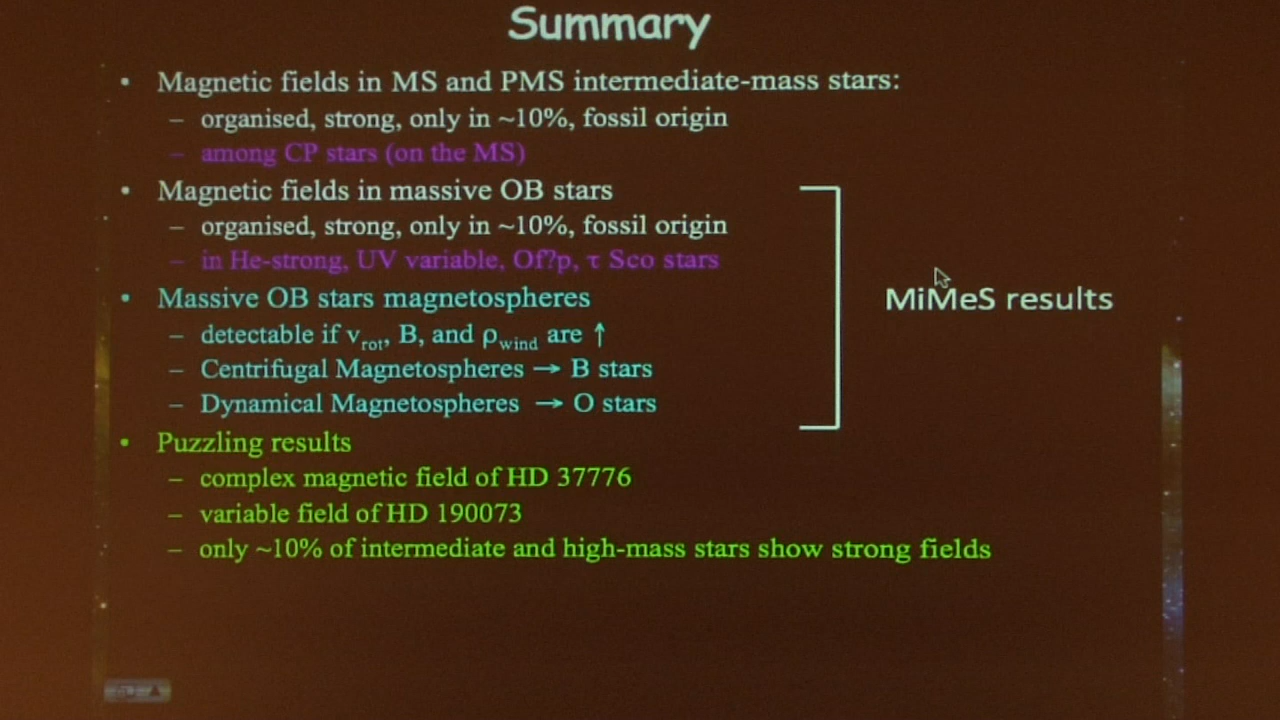 Summary
• Magnetic fields in MS and PMS intermediate-mass stars:
– organised, strong, only in ~10%, fossil origin
– among CP stars (on the MS)
• Magnetic fields in massive OB stars
– organised, strong, only in ~10%, fossil origin
– in He-strong, UV variable, Of?p, τ Sco stars
• Massive OB stars magnetospheres
– detectable if vrot, B, and ρwind are ↑
– Centrifugal Magnetospheres → B stars
– Dynamical Magnetospheres → O stars
MiMeS results
• Puzzling results
– complex magnetic field of HD 37776
– variable field of HD 190073
– only ~10% of intermediate and high-mass stars show strong fields